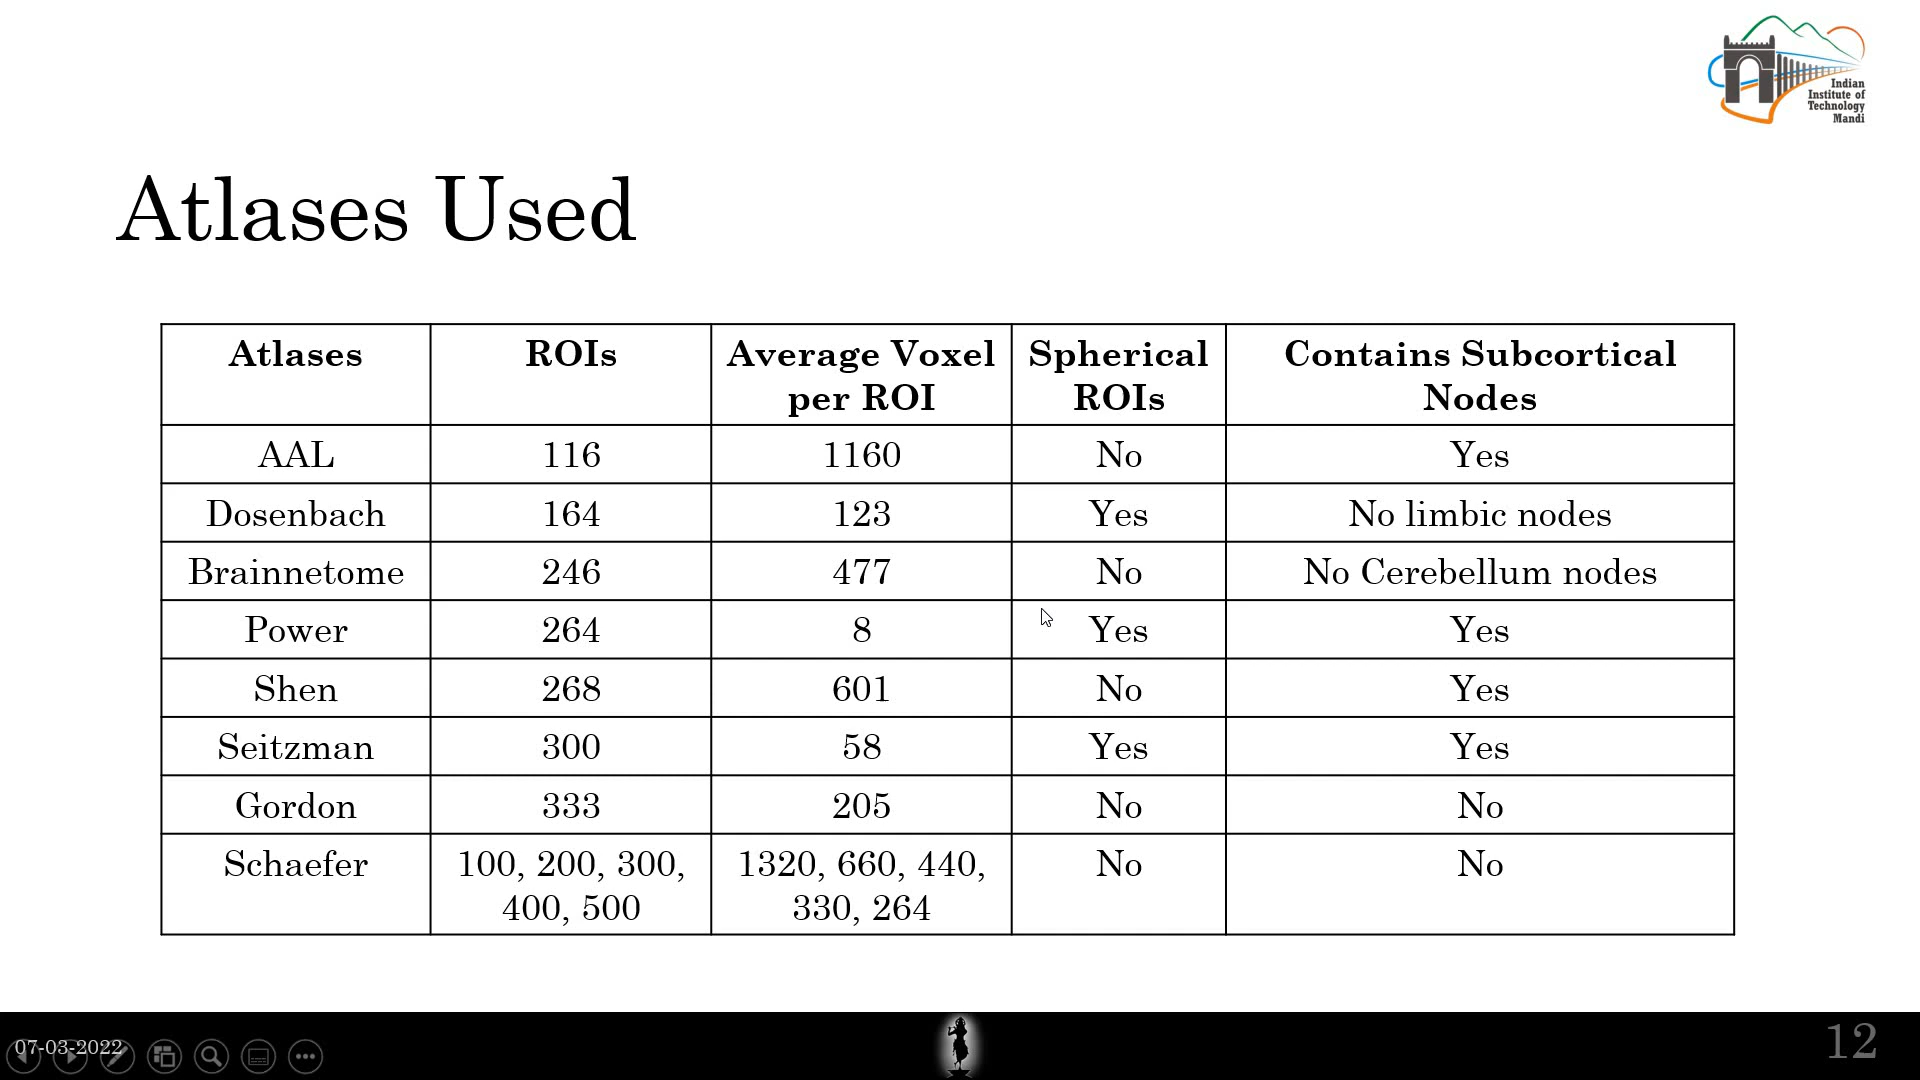 Indian
Institute of
Technology
Mandi
Atlases Used
Atlases ROIs Average Voxel per ROI Spherical ROIs Contains Subcortical Nodes
AAL 116 1160 No Yes
Dosenbach 164 123 Yes No limbic nodes
Brainnetome 246 477 No No Cerebellum nodes
Power 264 8 Yes Yes
Shen 268 601 No Yes
Seitzman 300 58 Yes Yes
Gordon 333 205 No No
Schaefer 100, 200, 300, 400, 500 1320, 660, 440, 330, 264 No No
07-03-2022
12